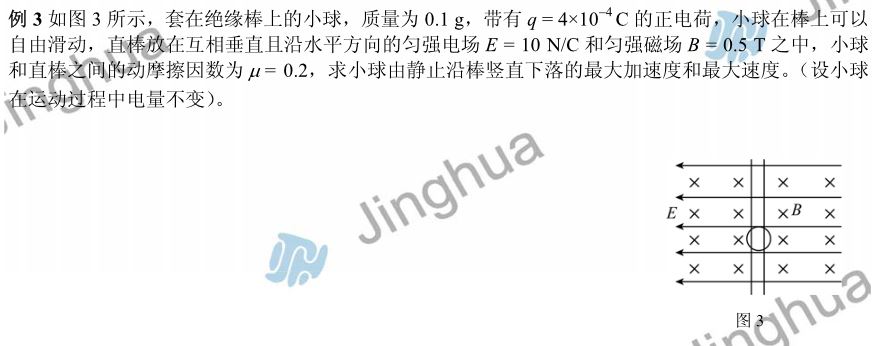 例 3 如图 3 所示，套在绝缘棒上的小球，质量为 0.1 g，带有 q = 4×10⁻⁴ C 的正电荷，小球在棒上可以
自由滑动，直棒放在互相垂直且沿水平方向的匀强电场 E = 10 N/C 和匀强磁场 B = 0.5 T 之中，小球
和直棒之间的动摩擦因数为 μ = 0.2，求小球由静止沿棒竖直下落的最大加速度和最大速度。（设小球
在运动过程中电量不变）。
Jinghua
Jinghua
E
B
图 3
Jinghua